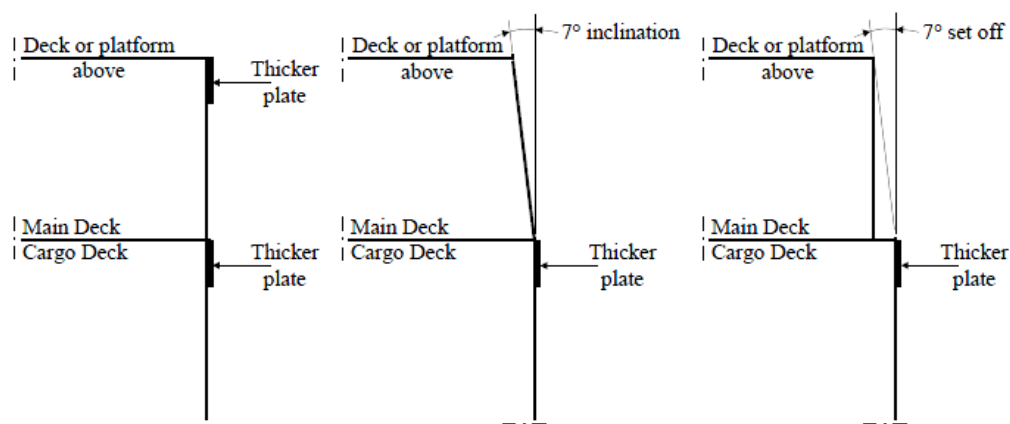 Deck or platform
above
Thicker
plate
Main Deck
Cargo Deck
Thicker
plate
7° inclination
Deck or platform
above
Main Deck
Cargo Deck
Thicker
plate
7° set off
Deck or platform
above
Main Deck
Cargo Deck
Thicker
plate